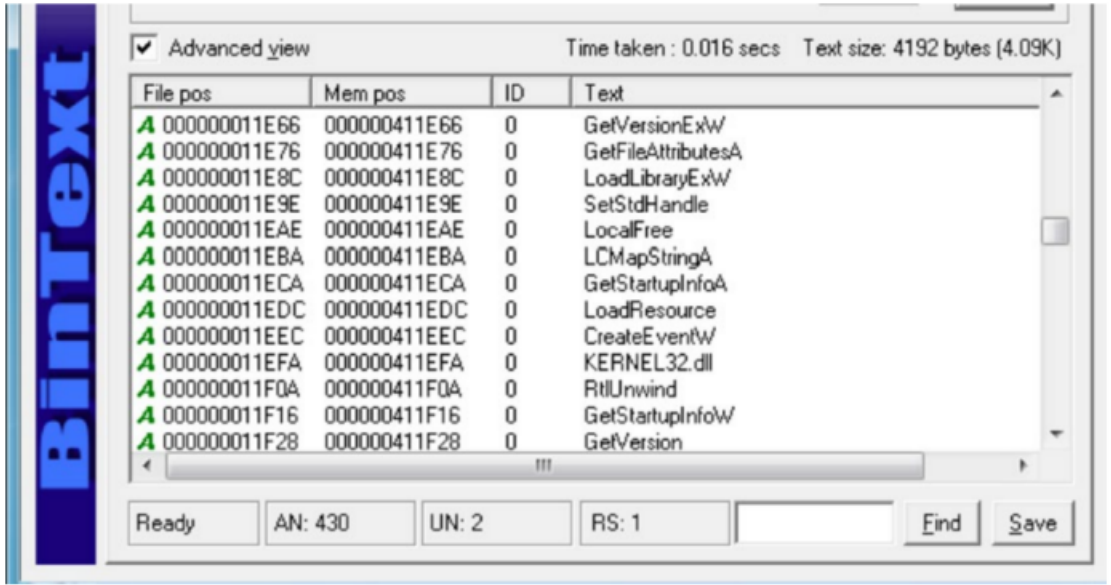 BinText
Advanced view Time taken : 0.016 secs Text size: 4192 bytes (4.09K)
File pos Mem pos ID Text
A 000000011E66 000000411E66 0 GetVersionExW
A 000000011E76 000000411E76 0 GetFileAttributesA
A 000000011E8C 000000411E8C 0 LoadLibraryExW
A 000000011E9E 000000411E9E 0 SetStdHandle
A 000000011EAE 000000411EAE 0 LocalFree
A 000000011EBA 000000411EBA 0 LCMapStringA
A 000000011ECA 000000411ECA 0 GetStartupInfoA
A 000000011EDC 000000411EDC 0 LoadResource
A 000000011EEC 000000411EEC 0 CreateEventW
A 000000011EFA 000000411EFA 0 KERNEL32.dll
A 000000011F0A 000000411F0A 0 RtlUnwind
A 000000011F16 000000411F16 0 GetStartupInfoW
A 000000011F28 000000411F28 0 GetVersion
Ready AN: 430 UN: 2 RS: 1 Find Save